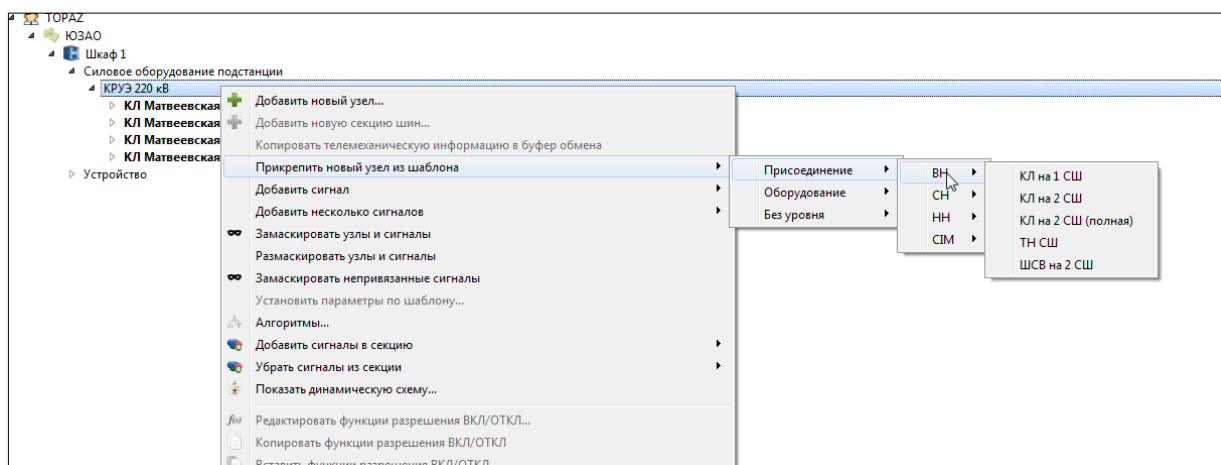 TOPAZ
ЮЗАО
Шкаф 1
Силовое оборудование подстанции
КРУЭ 220 кВ
КЛ Матвеевская
КЛ Матвеевская
КЛ Матвеевская
КЛ Матвеевская
Устройство
Добавить новый узел...
Добавить новую секцию шин...
Копировать телемеханическую информацию в буфер обмена
Прикрепить новый узел из шаблона
Добавить сигнал
Добавить несколько сигналов
Замаскировать узлы и сигналы
Размаскировать узлы и сигналы
Замаскировать непривязанные сигналы
Установить параметры по шаблону...
Алгоритмы...
Добавить сигналы в секцию
Убрать сигналы из секции
Показать динамическую схему...
f(x) Редактировать функции разрешения ВКЛ/ОТКЛ...
Копировать функции разрешения ВКЛ/ОТКЛ
Вставить функции разрешения ВКЛ/ОТКЛ
Присоединение
Оборудование
Без уровня
ВН
СН
НН
CIM
КЛ на 1 СШ
КЛ на 2 СШ
КЛ на 2 СШ (полная)
ТН СШ
ШСВ на 2 СШ